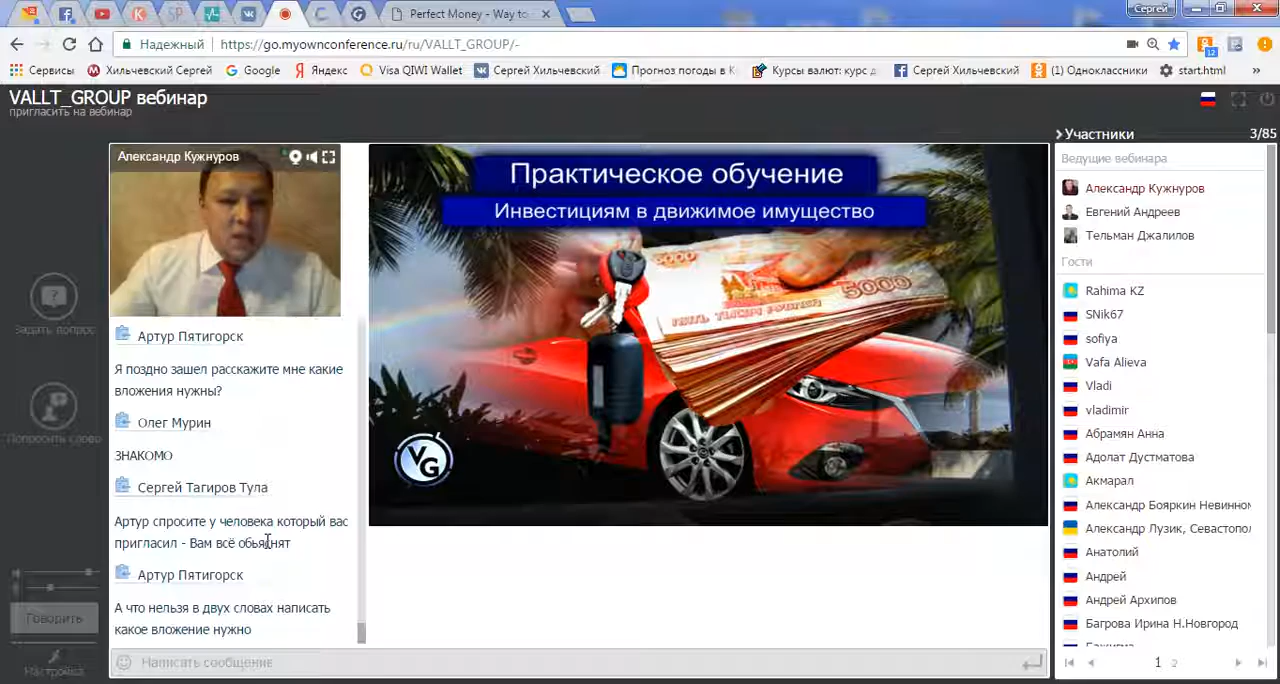 Сергей
Perfect Money - Way to
Надежный
https://go.myownconference.ru/ru/VALLT_GROUP/-
12
Сервисы
Хильчевский Сергей
Google
Яндекс
Visa QIWI Wallet
Сергей Хильчевский
Прогноз погоды в К
Курсы валют: курс д
Сергей Хильчевский
(1) Одноклассники
start.html
»
VALLT_GROUP вебинар
пригласить на вебинар
Участники
3/85
Александр Кужнуров
Практическое обучение
Инвестициям в движимое имущество
5000
5000
ПЯТЬ ТЫСЯЧ РУБЛЕЙ
VG
Задать вопрос
Попросить слово
Говорить
Настройка
Артур Пятигорск
Я поздно зашел расскажите мне какие
вложения нужны?
Олег Мурин
ЗНАКОМО
Сергей Тагиров Тула
Артур спросите у человека который вас
пригласил - Вам всё обьяснят
Артур Пятигорск
А что нельзя в двух словах написать
какое вложение нужно
Написать сообщение
Ведущие вебинара
Александр Кужнуров
Евгений Андреев
Тельман Джалилов
Гости
Rahima KZ
SNik67
sofiya
Vafa Alieva
Vladi
vladimir
Абрамян Анна
Адолат Дустматова
Акмарал
Александр Бояркин Невинном
Александр Лузик, Севастопол
Анатолий
Андрей
Андрей Архипов
Багрова Ирина Н.Новгород
1 2